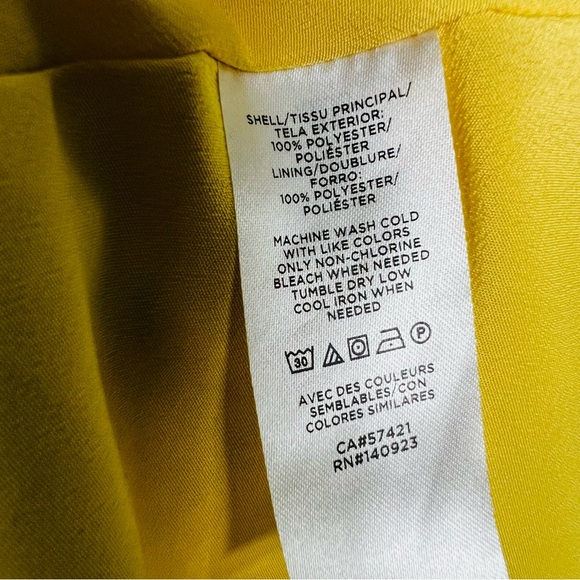 SHELL/TISSU PRINCIPAL/
TELA EXTERIOR:
100% POLYESTER/
POLIÉSTER
LINING/DOUBLURE/
FORRO:
100% POLYESTER/
POLIÉSTER
MACHINE WASH COLD
WITH LIKE COLORS
ONLY NON-CHLORINE
BLEACH WHEN NEEDED
TUMBLE DRY LOW
COOL IRON WHEN
NEEDED
30 P
AVEC DES COULEURS
SEMBLABLES/CON
COLORES SIMILARES
CA#57421
RN#140923